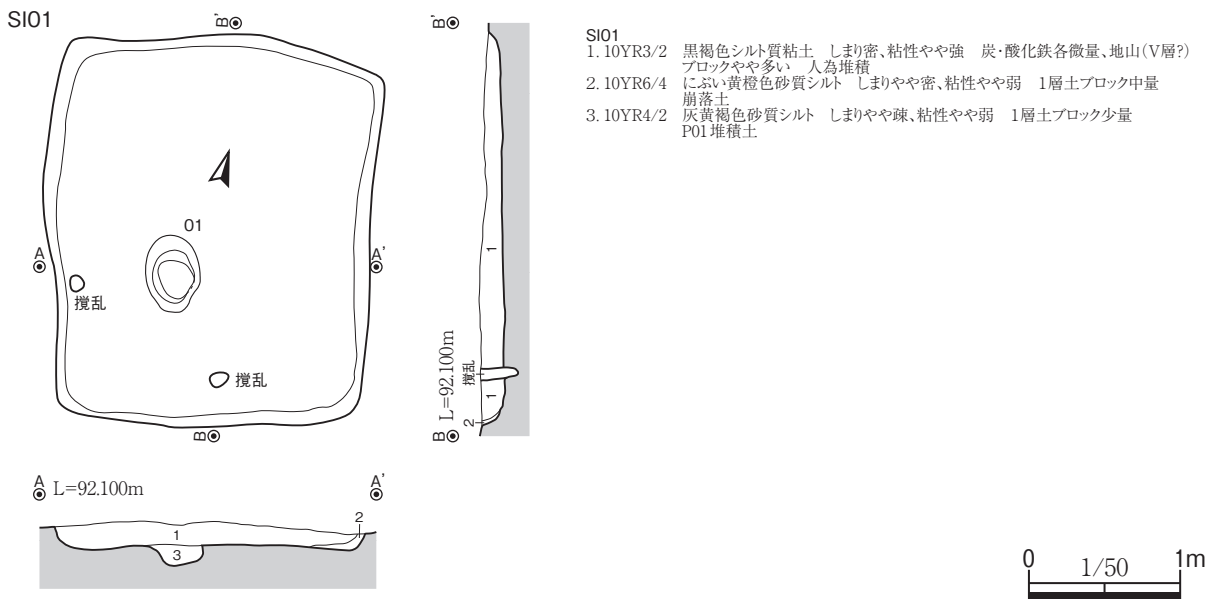 SI01
B'
01
A
A'
撹乱
撹乱
B
B'
1
L=92.100m
撹乱
1
2
B
A
L=92.100m
A'
2
1
3
SI01
1. 10YR3/2 黒褐色シルト質粘土 しまり密、粘性やや強 炭・酸化鉄各微量、地山(V層?)
ブロックやや多い 人為堆積
2. 10YR6/4 にぶい黄橙色砂質シルト しまりやや密、粘性やや弱 1層土ブロック中量
崩落土
3. 10YR4/2 灰黄褐色砂質シルト しまりやや疎、粘性やや弱 1層土ブロック少量
P01堆積土
0 1/50 1m